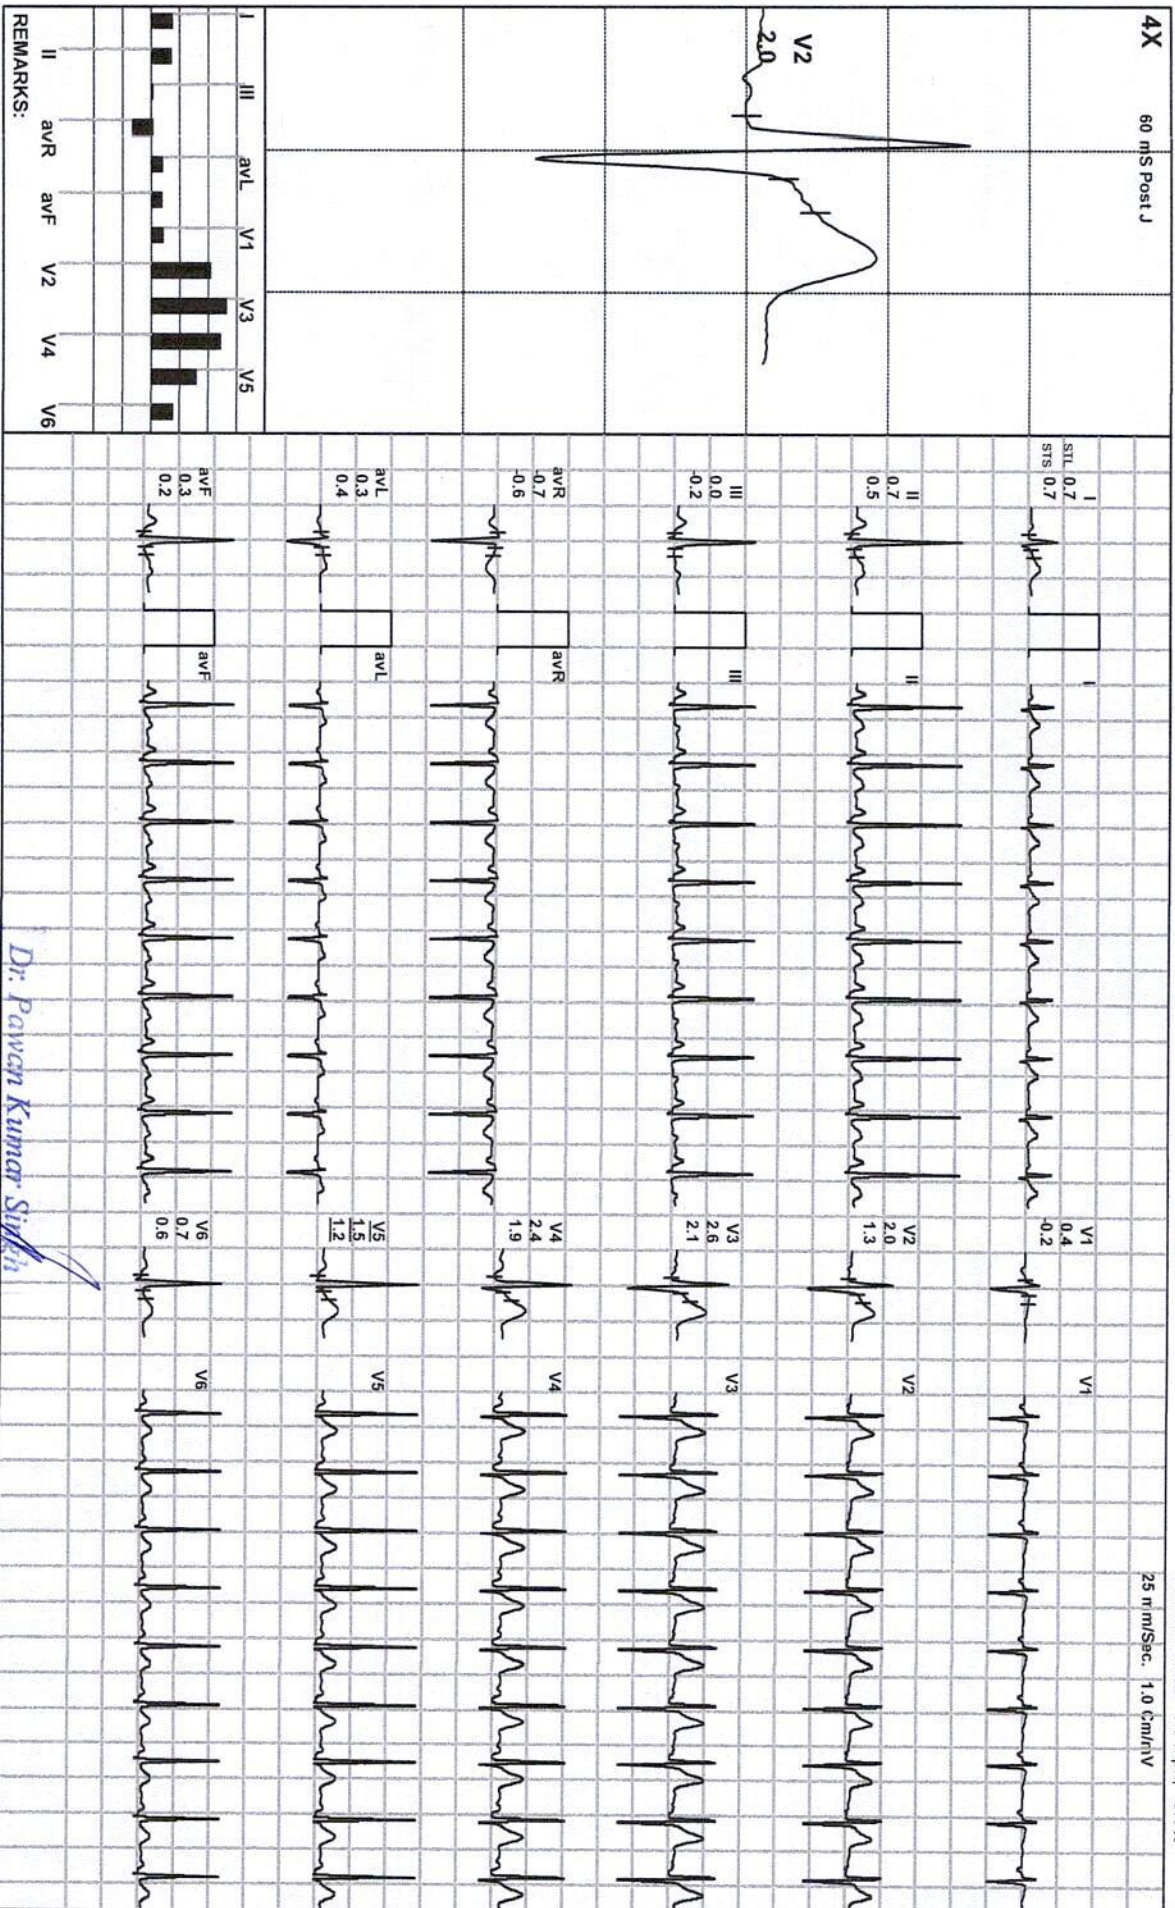 4X
60 mS Post J
25 mm/Sec. 1.0 Cm/mV
V2
2.0
I
STL 0.7
STS 0.7
I
II
0.7
0.5
II
III
0.0
-0.2
III
avR
-0.7
-0.6
avR
avL
0.3
0.4
avL
avF
0.3
0.2
avF
V1
0.4
-0.2
V1
V2
2.0
1.3
V2
V3
2.6
2.1
V3
V4
2.4
1.9
V4
V5
1.5
1.2
V5
V6
0.7
0.6
V6
I III avL V1 V3 V5
II avR avF V2 V4 V6
REMARKS:
Dr. Pawan Kumar Singh